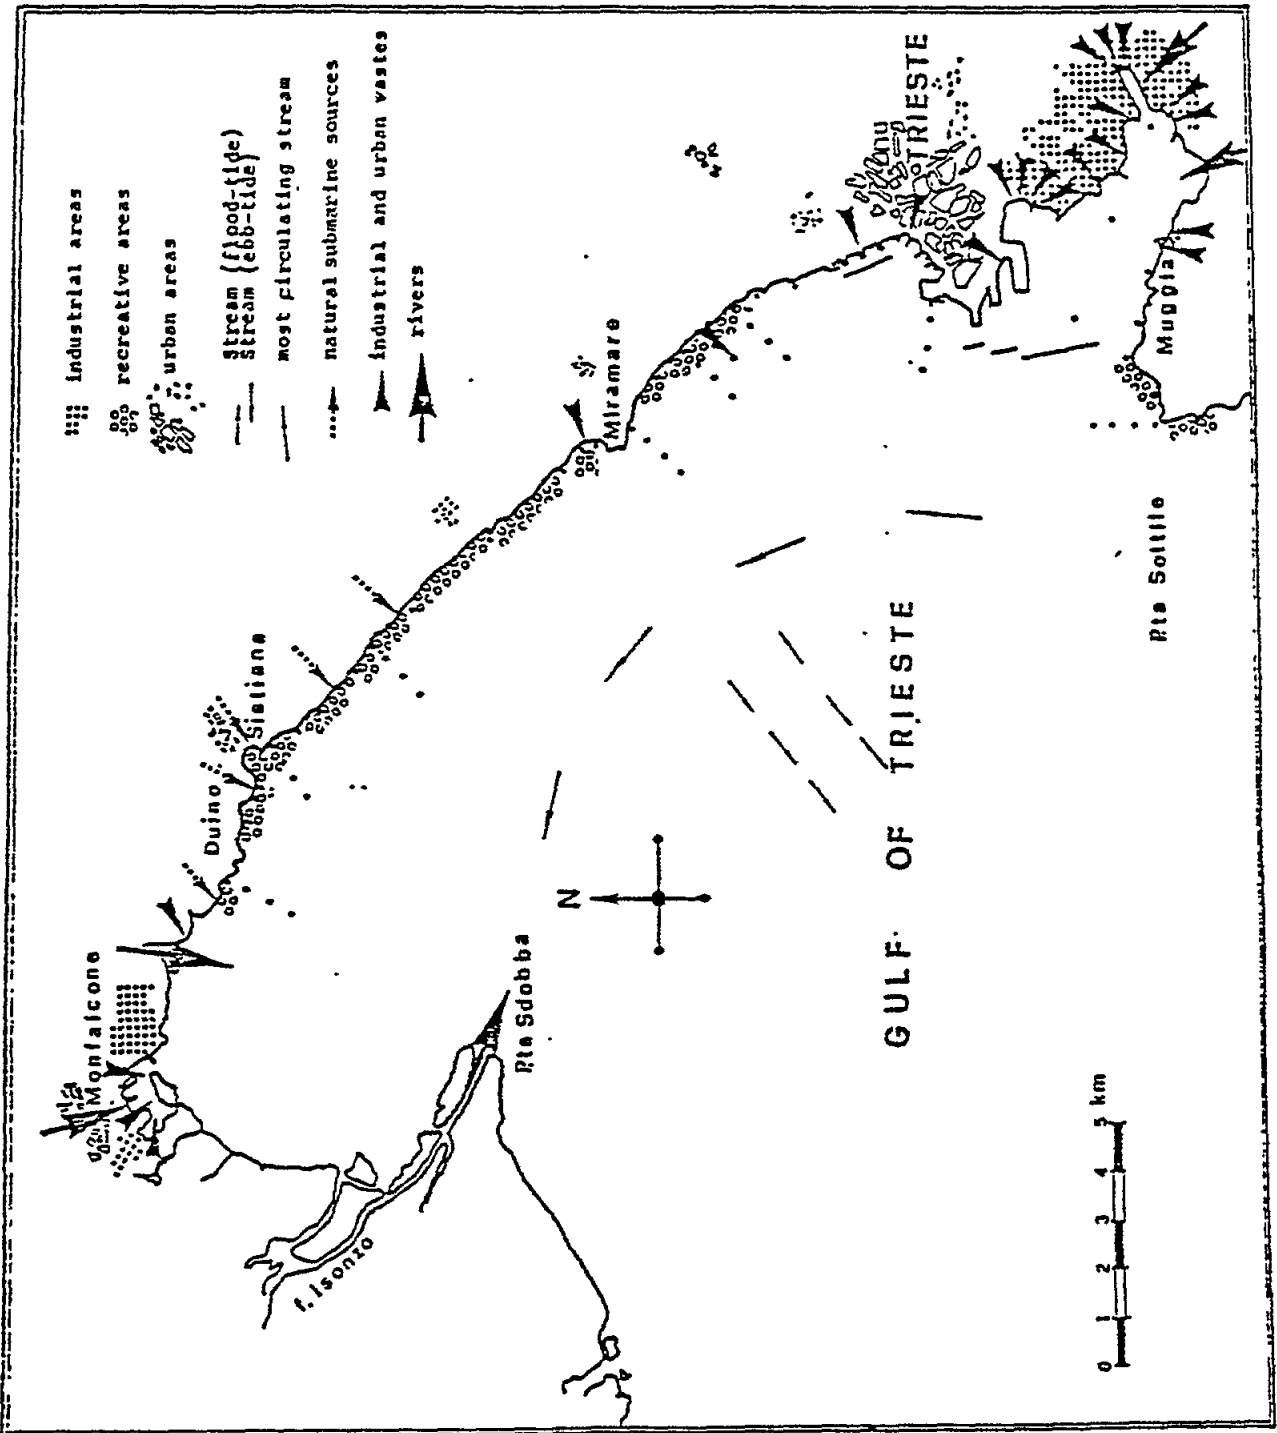 industrial areas
recreative areas
urban areas
Stream (flood-tide)
Stream (ebb-tide)
most circulating stream
natural submarine sources
industrial and urban vastes
rivers
Monfalcone
Duino
Sistiana
Miramare
TRIESTE
Muggia
f. Isonzo
Pta Sdobba
N
GULF OF TRIESTE
Pta Sottile
0 1 2 3 4 5 km